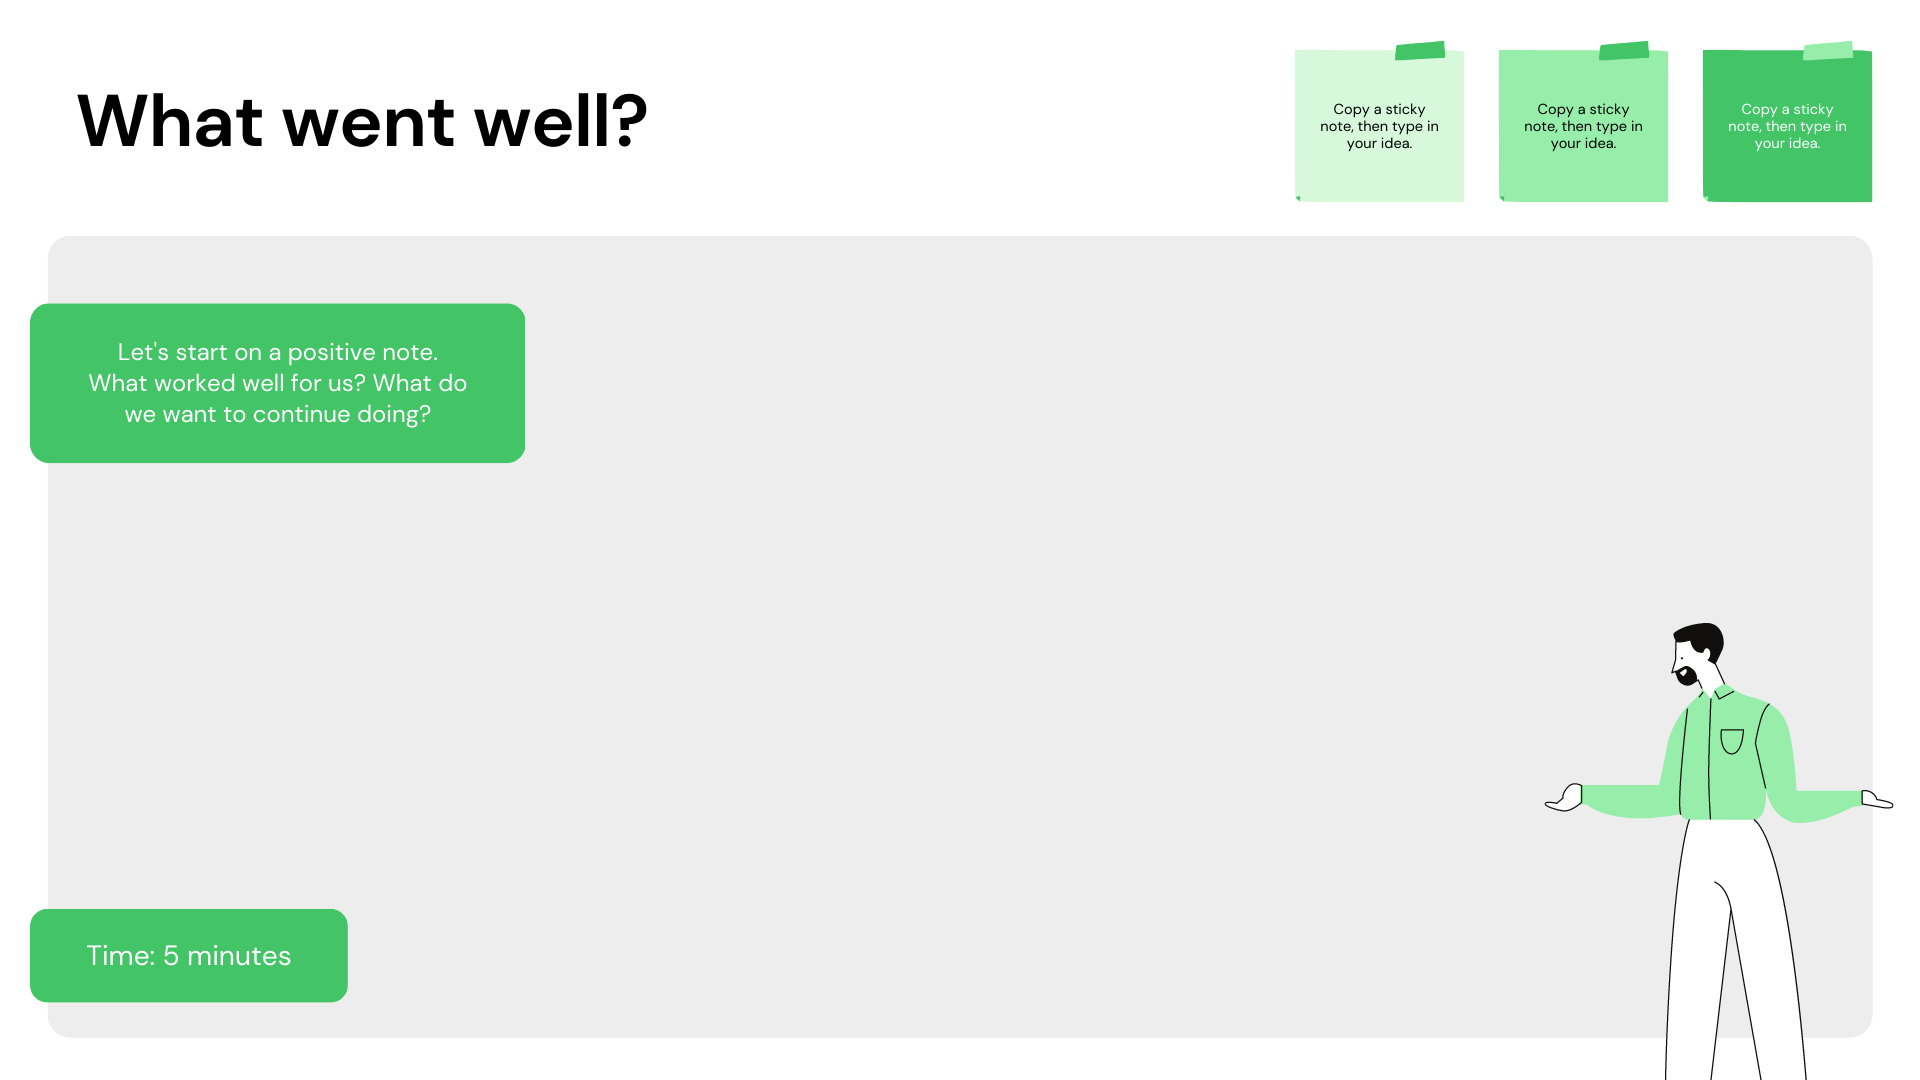 What went well?
Copy a sticky
note, then type in
your idea.
Copy a sticky
note, then type in
your idea.
Copy a sticky
note, then type in
your idea.
Let's start on a positive note.
What worked well for us? What do
we want to continue doing?
Time: 5 minutes